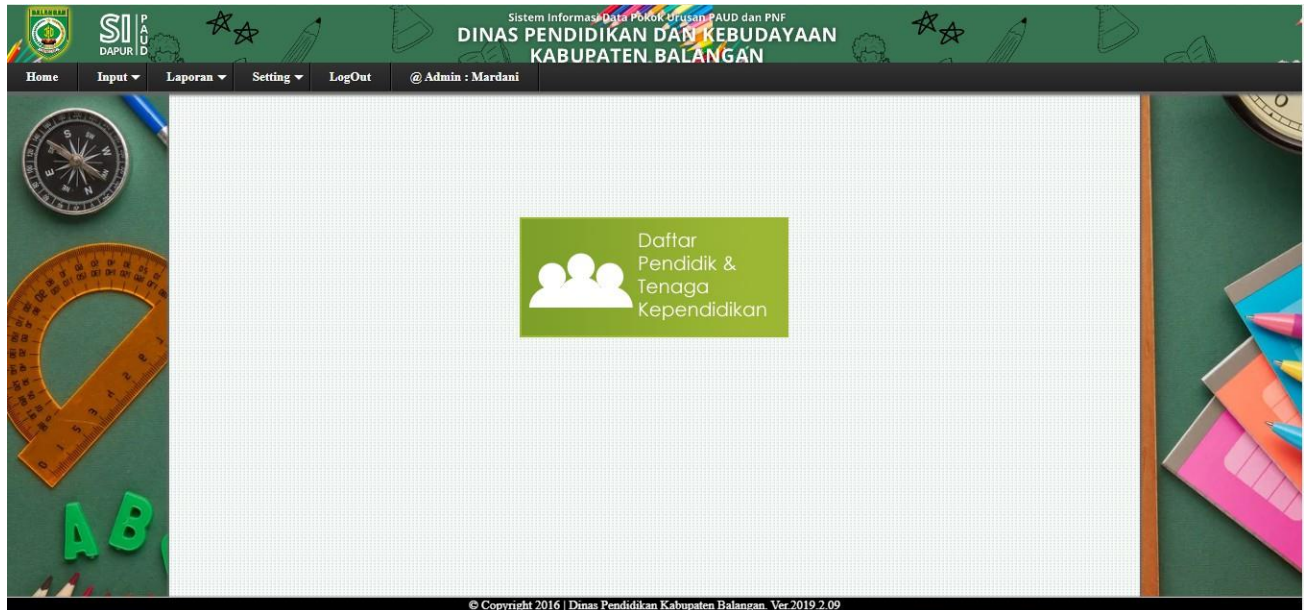 BALANGAN
SI
DAPUR
PAUD
Sistem Informasi Data Pokok Urusan PAUD dan PNF
DINAS PENDIDIKAN DAN KEBUDAYAAN
KABUPATEN BALANGAN
Home Input Laporan Setting LogOut @ Admin : Mardani
Daftar
Pendidik &
Tenaga
Kependidikan
S
W
N
E
A B
© Copyright 2016 | Dinas Pendidikan Kabupaten Balangan. Ver.2019.2.09